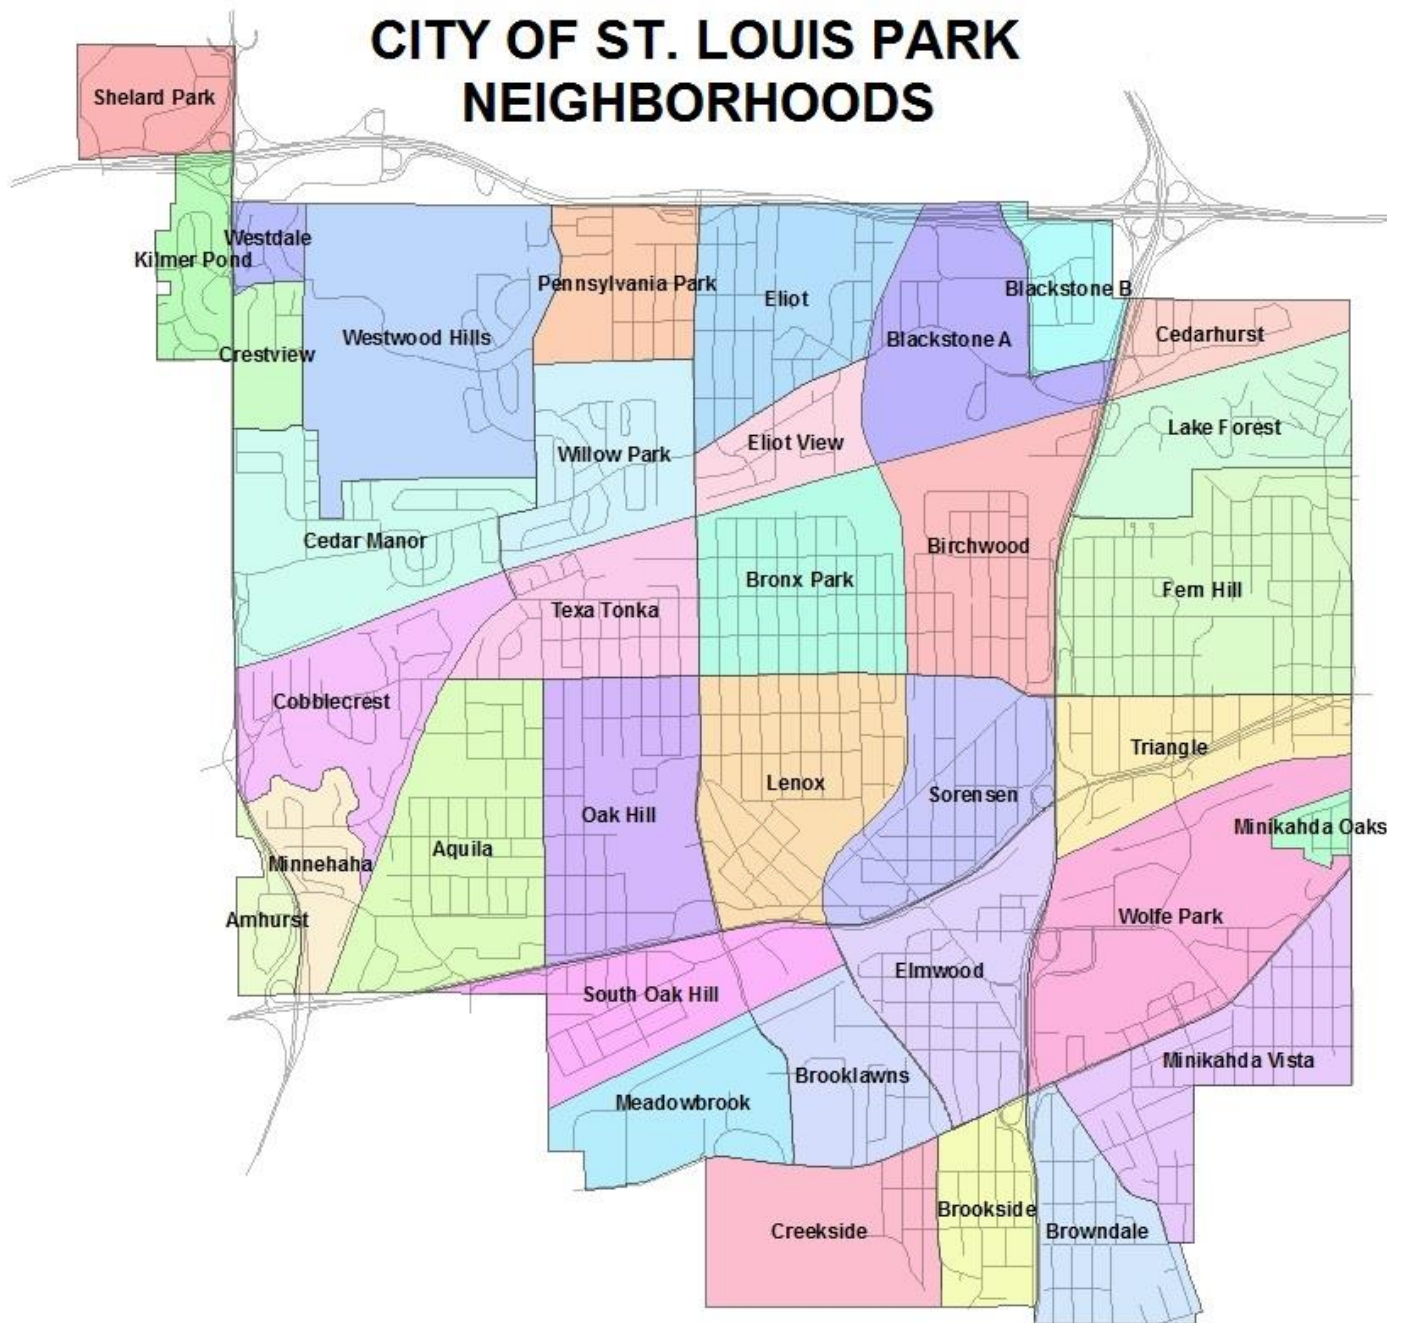 CITY OF ST. LOUIS PARK
NEIGHBORHOODS
Shelard Park
Westdale
Kilmer Pond
Pennsylvania Park
Eliot
Blackstone B
Westwood Hills
Blackstone A
Cedarhurst
Crestview
Lake Forest
Eliot View
Willow Park
Cedar Manor
Birchwood
Bronx Park
Fern Hill
Texa Tonka
Cobblecrest
Triangle
Lenox
Sorensen
Oak Hill
Minikahda Oaks
Aquila
Minnehaha
Amhurst
Wolfe Park
Elmwood
South Oak Hill
Minikahda Vista
Brooklawns
Meadowbrook
Brookside
Creekside
Browndale